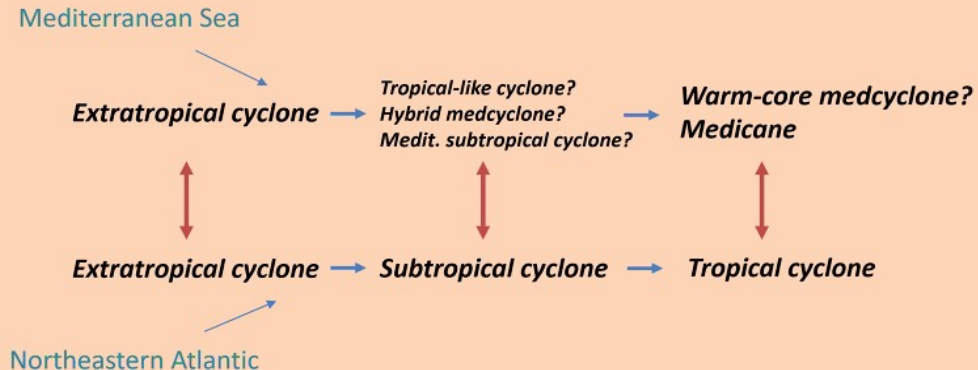 Mediterranean Sea
Extratropical cyclone
Tropical-like cyclone?
Hybrid medcyclone?
Medit. subtropical cyclone?
Warm-core medcyclone?
Medicane
Extratropical cyclone
Subtropical cyclone
Tropical cyclone
Northeastern Atlantic